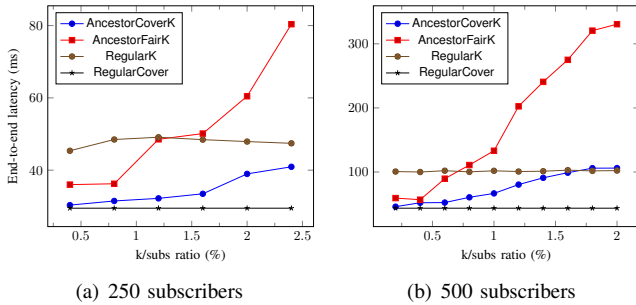 AncestorCoverK
AncestorFairK
RegularK
RegularCover
80
60
40
0.5 1 1.5 2 2.5
k/subs ratio (%)
End-to-end latency (ms)
(a) 250 subscribers
AncestorCoverK
AncestorFairK
RegularK
RegularCover
300
200
100
0.5 1 1.5 2
k/subs ratio (%)
(b) 500 subscribers